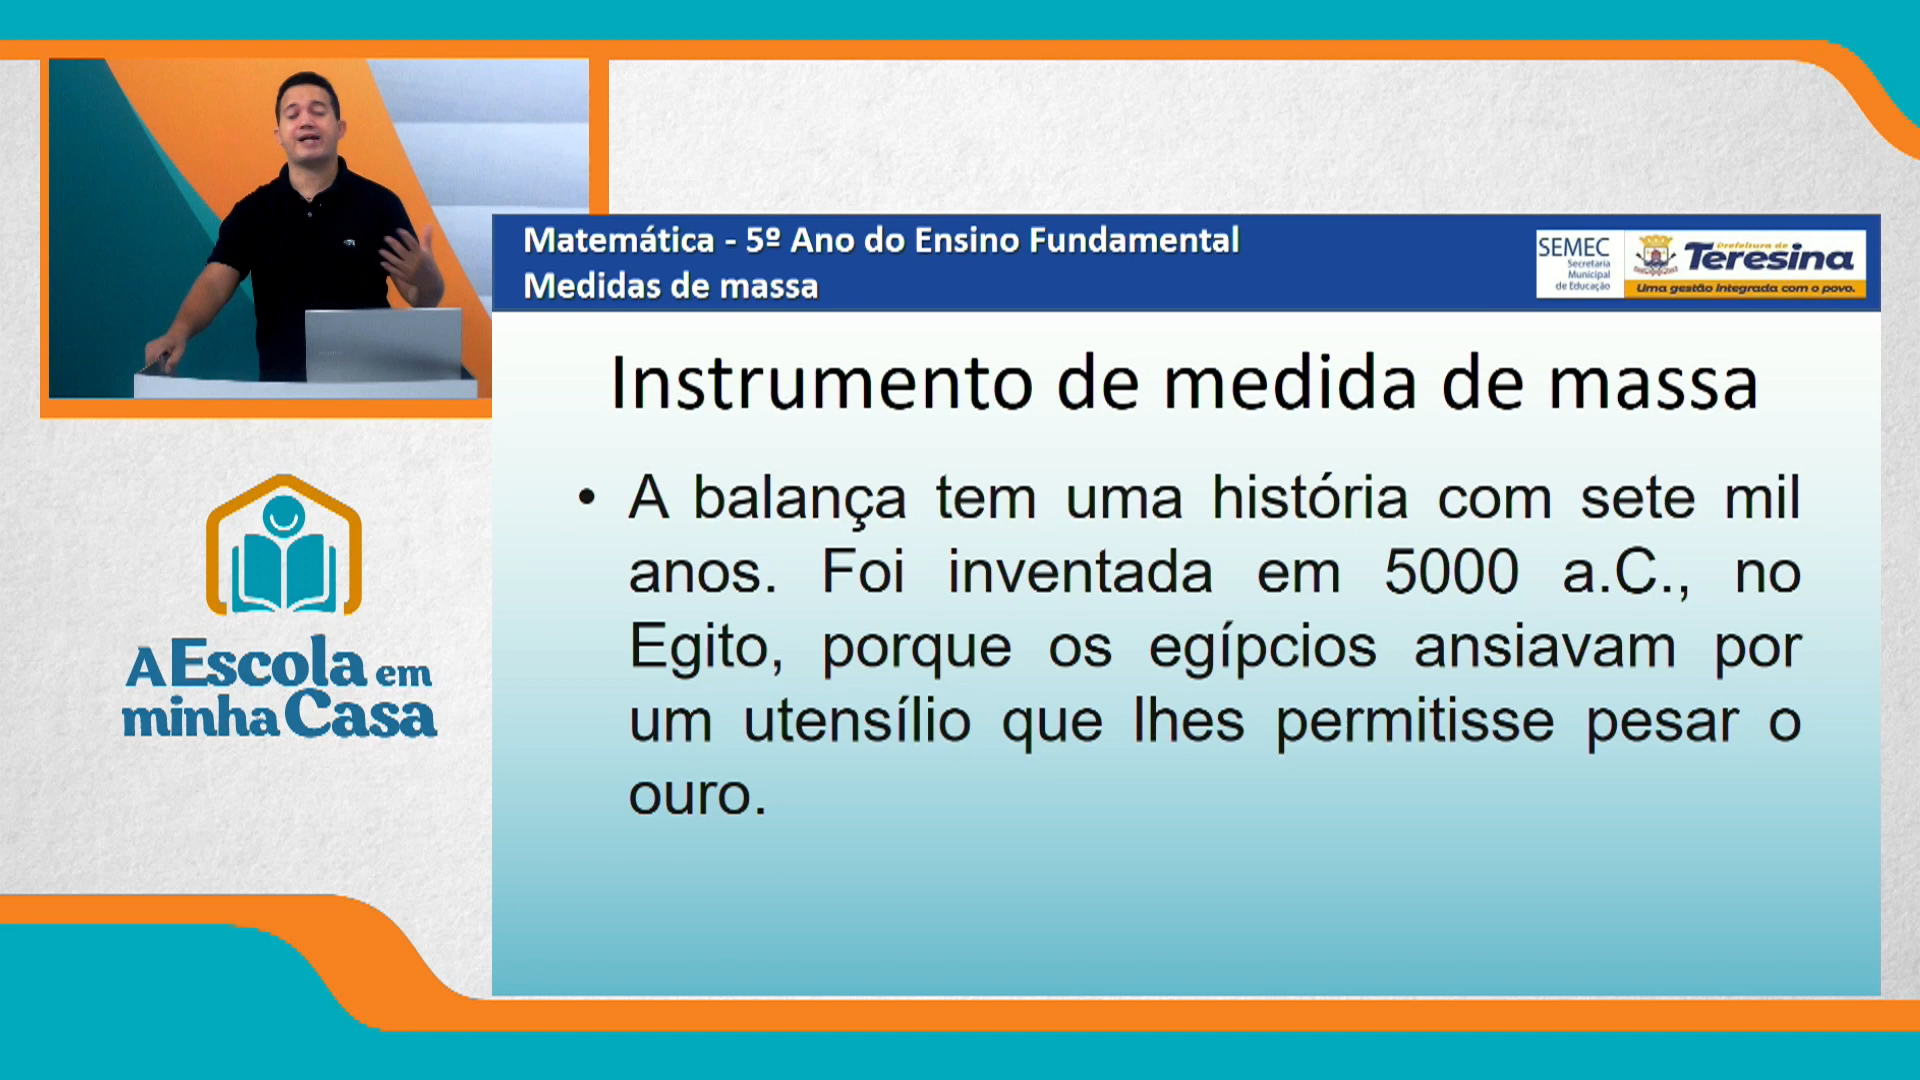 Matemática - 5º Ano do Ensino Fundamental
Medidas de massa
SEMEC
Secretaria
Municipal
de Educação
Prefeitura de
Teresina
Uma gestão integrada com o povo.
Instrumento de medida de massa
• A balança tem uma história com sete mil
anos. Foi inventada em 5000 a.C., no
Egito, porque os egípcios ansiavam por
um utensílio que lhes permitisse pesar o
ouro.
A Escola em
minha Casa